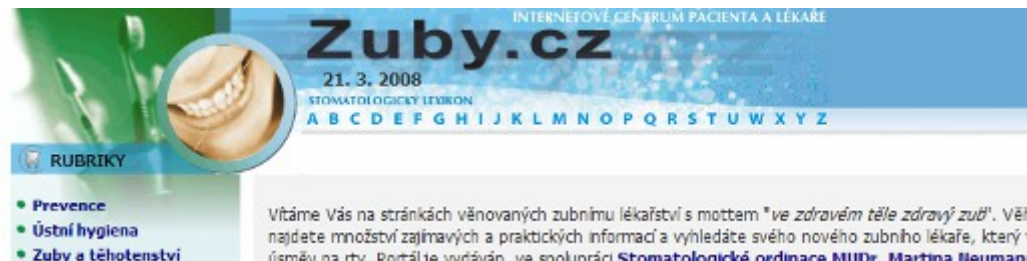 INTERNETOVÉ CENTRUM PACIENTA A LÉKAŘE
Zuby.cz
21. 3. 2008
STOMATOLOGICKÝ LEXIKON
A B C D E F G H I J K L M N O P Q R S T U W X Y Z
RUBRIKY
Prevence
Ústní hygiena
Zuby a těhotenství
Vítáme Vás na stránkách věnovaných zubnímu lékařství s mottem "ve zdravém těle zdravý zub". Věř
najdete množství zajímavých a praktických informací a vyhledáte svého nového zubního lékaře, který
úsměv na rty. Portál je vydáván ve spolupráci Stomatologické ordinace MUDr. Martina Neuman